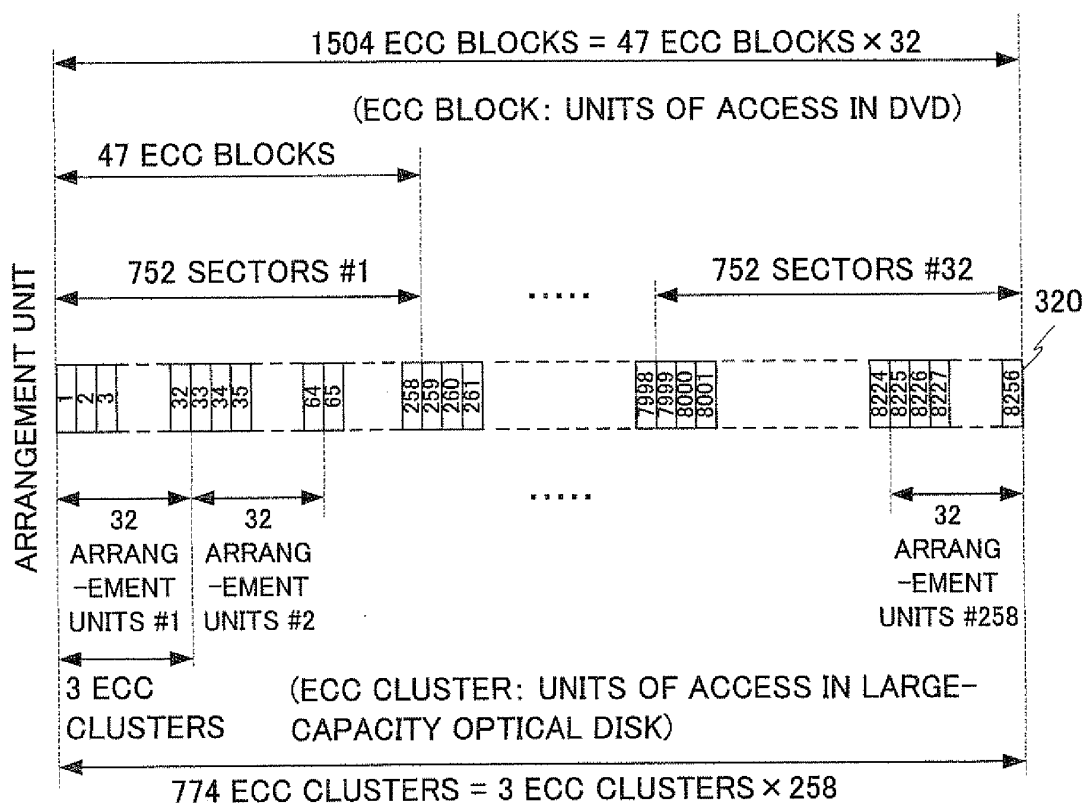 1504 ECC BLOCKS = 47 ECC BLOCKS × 32
(ECC BLOCK: UNITS OF ACCESS IN DVD)
47 ECC BLOCKS
752 SECTORS #1
.....
752 SECTORS #32
320
ARRANGEMENT UNIT
1 2 3 32 33 34 35 64 65 258 259 260 261 7998 7999 8000 8001 8224 8225 8226 8227 8256
.....
32
ARRANG
-EMENT
UNITS #1
32
ARRANG
-EMENT
UNITS #2
32
ARRANG
-EMENT
UNITS #258
3 ECC
CLUSTERS
(ECC CLUSTER: UNITS OF ACCESS IN LARGE-
CAPACITY OPTICAL DISK)
774 ECC CLUSTERS = 3 ECC CLUSTERS × 258